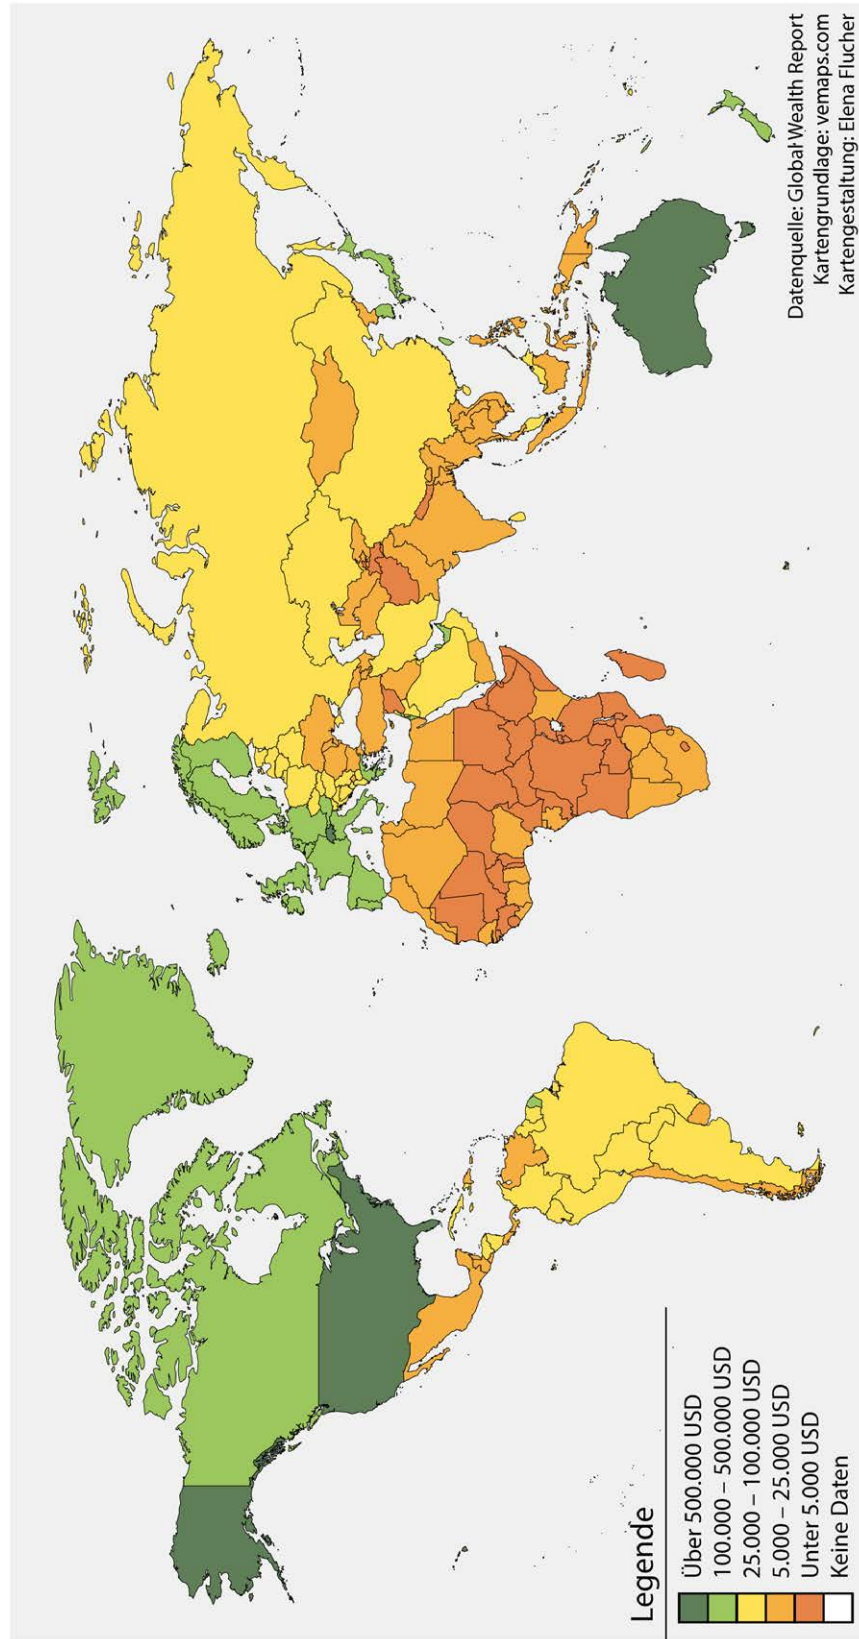 Legende
Über 500.000 USD
100.000 – 500.000 USD
25.000 – 100.000 USD
5.000 – 25.000 USD
Unter 5.000 USD
Keine Daten
Datenquelle: Global Wealth Report
Kartengrundlage: vemaps.com
Kartengestaltung: Elena Flucher